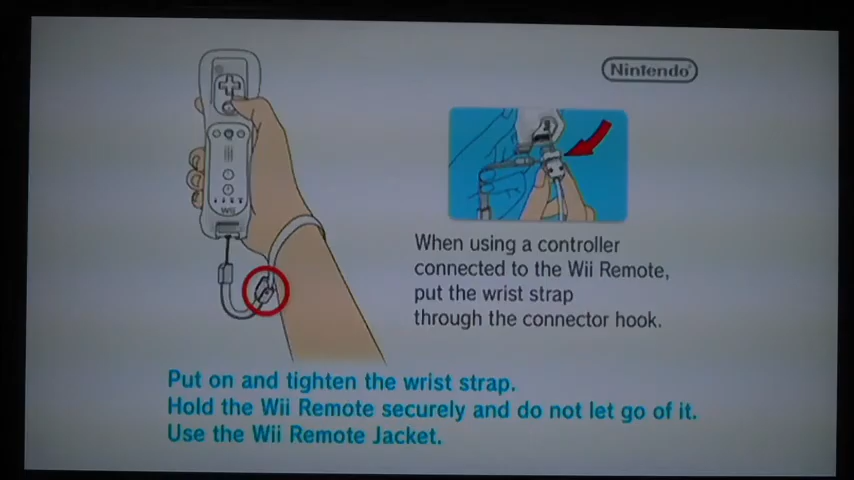 Nintendo
Wii
When using a controller
connected to the Wii Remote,
put the wrist strap
through the connector hook.
Put on and tighten the wrist strap.
Hold the Wii Remote securely and do not let go of it.
Use the Wii Remote Jacket.